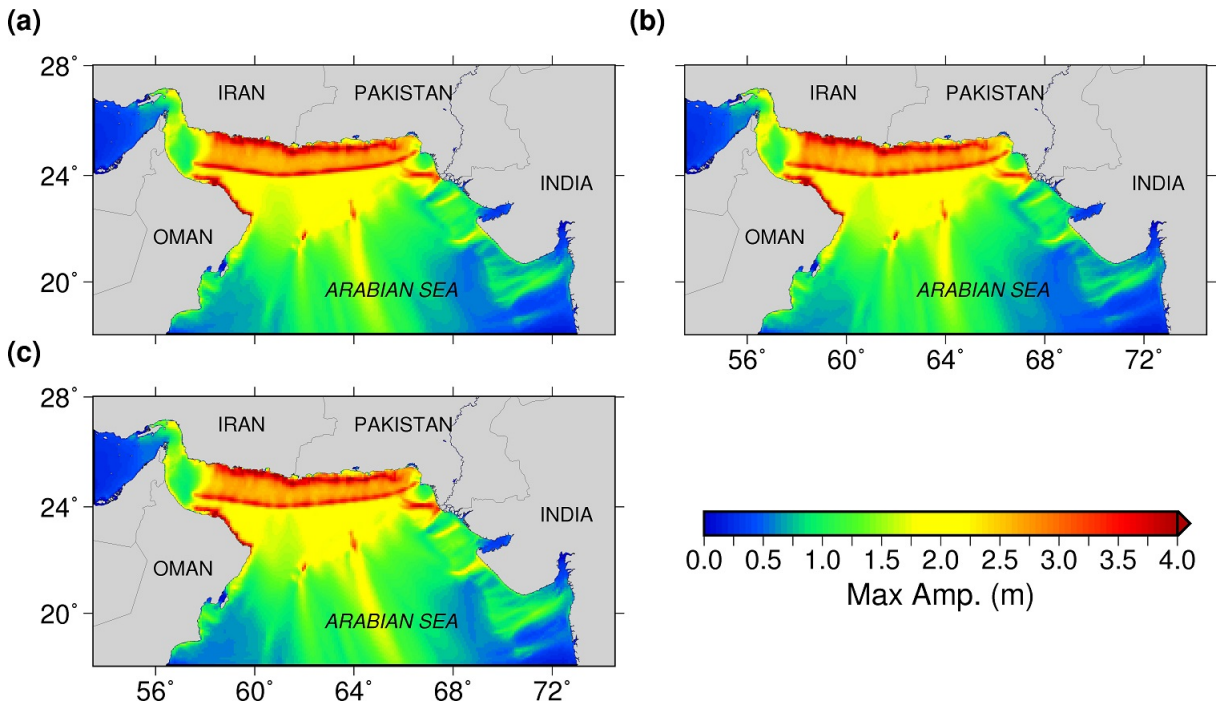 (a)
(b)
28°
IRAN
PAKISTAN
IRAN
PAKISTAN
24°
INDIA
INDIA
OMAN
OMAN
20°
ARABIAN SEA
ARABIAN SEA
56° 60° 64° 68° 72°
(c)
28°
IRAN
PAKISTAN
24°
INDIA
OMAN
20°
ARABIAN SEA
56° 60° 64° 68° 72°
0.0 0.5 1.0 1.5 2.0 2.5 3.0 3.5 4.0
Max Amp. (m)